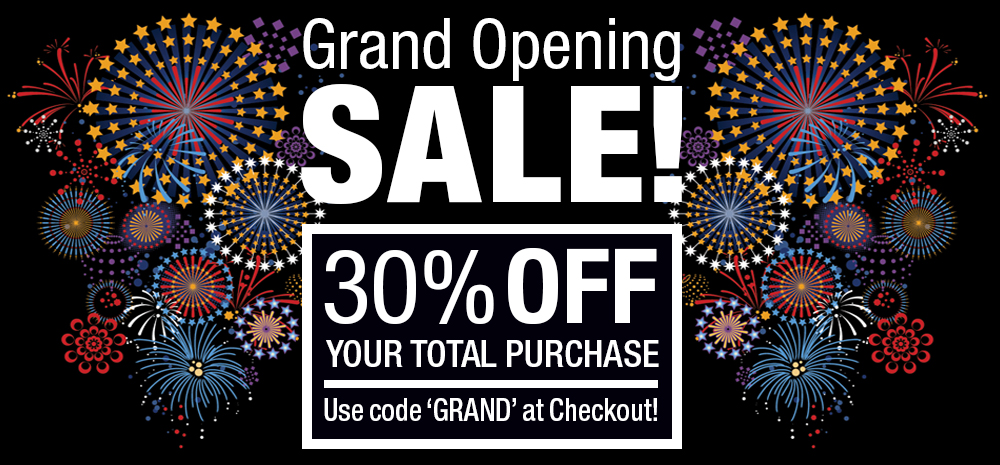 Grand Opening
SALE!
30% OFF
YOUR TOTAL PURCHASE
Use code ‘GRAND’ at Checkout!